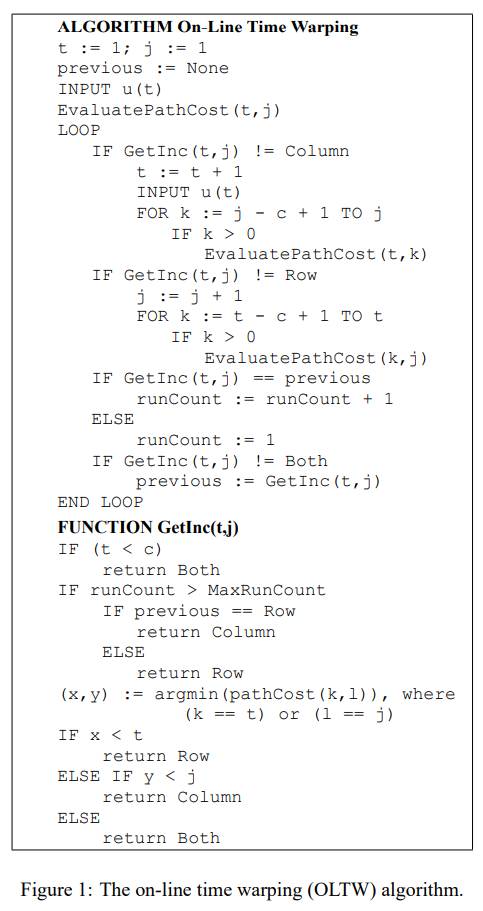 ALGORITHM On-Line Time Warping
t := 1; j := 1
previous := None
INPUT u(t)
EvaluatePathCost(t,j)
LOOP
IF GetInc(t,j) != Column
t := t + 1
INPUT u(t)
FOR k := j - c + 1 TO j
IF k > 0
EvaluatePathCost(t,k)
IF GetInc(t,j) != Row
j := j + 1
FOR k := t - c + 1 TO t
IF k > 0
EvaluatePathCost(k,j)
IF GetInc(t,j) == previous
runCount := runCount + 1
ELSE
runCount := 1
IF GetInc(t,j) != Both
previous := GetInc(t,j)
END LOOP
FUNCTION GetInc(t,j)
IF (t < c)
return Both
IF runCount > MaxRunCount
IF previous == Row
return Column
ELSE
return Row
(x,y) := argmin(pathCost(k,l)), where
(k == t) or (l == j)
IF x < t
return Row
ELSE IF y < j
return Column
ELSE
return Both
Figure 1: The on-line time warping (OLTW) algorithm.